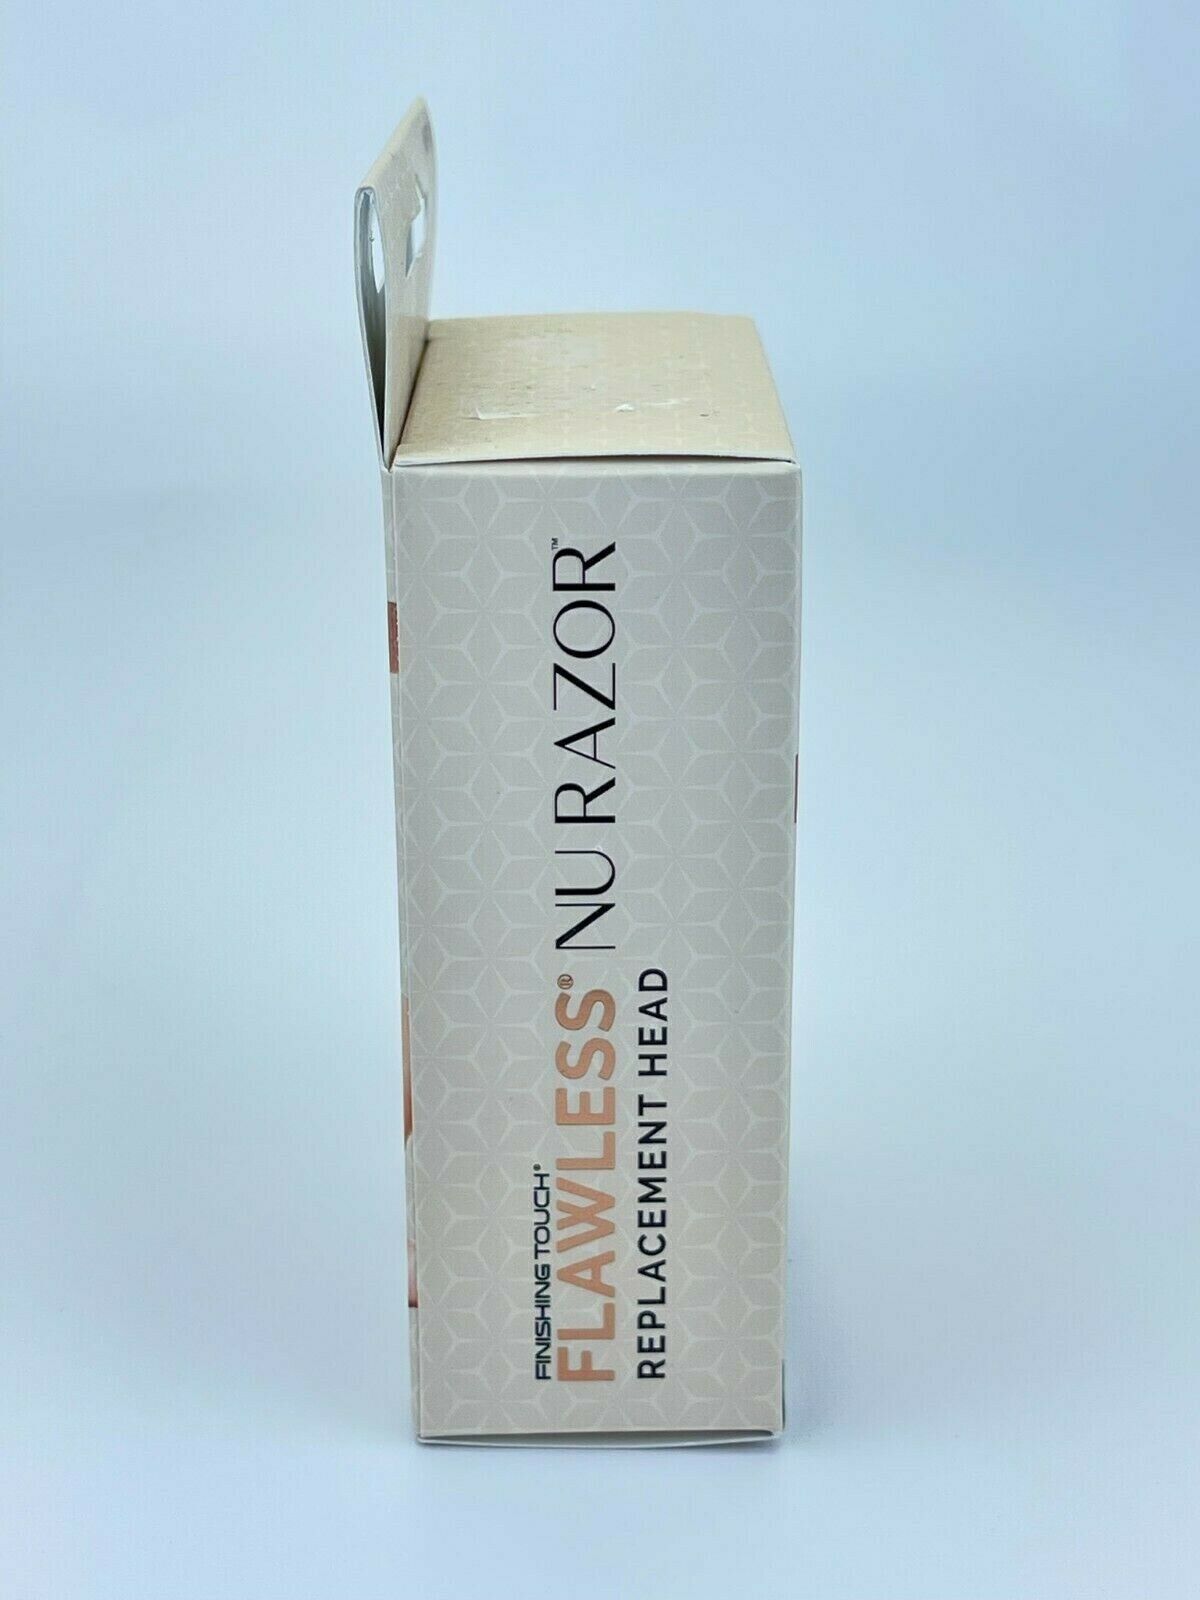 FINISHING TOUCH®
FLAWLESS® NU RAZOR™
REPLACEMENT HEAD